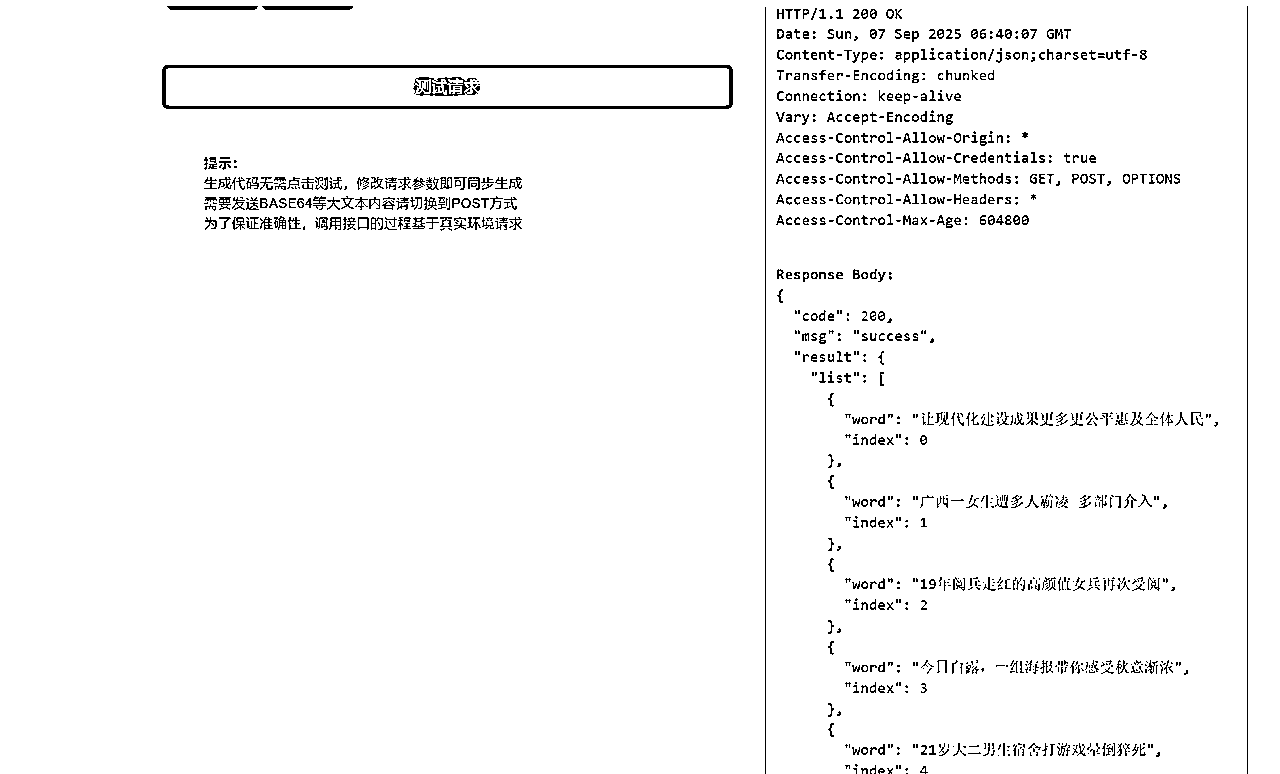 测试请求
提示:
生成代码无需点击测试，修改请求参数即可同步生成
需要发送BASE64等大文本内容请切换到POST方式
为了保证准确性，调用接口的过程基于真实环境请求
HTTP/1.1 200 OK
Date: Sun, 07 Sep 2025 06:40:07 GMT
Content-Type: application/json;charset=utf-8
Transfer-Encoding: chunked
Connection: keep-alive
Vary: Accept-Encoding
Access-Control-Allow-Origin: *
Access-Control-Allow-Credentials: true
Access-Control-Allow-Methods: GET, POST, OPTIONS
Access-Control-Allow-Headers: *
Access-Control-Max-Age: 604800
Response Body:
{
"code": 200,
"msg": "success",
"result": {
"list": [
{
"word": "让现代化建设成果更多更公平惠及全体人民",
"index": 0
},
{
"word": "广西一女生遭多人霸凌 多部门介入",
"index": 1
},
{
"word": "19年阅兵走红的高颜值女兵再次受阅",
"index": 2
},
{
"word": "今日白露，一组海报带你感受秋意渐浓",
"index": 3
},
{
"word": "21岁大二男生宿舍打游戏晕倒猝死",
"index": 4